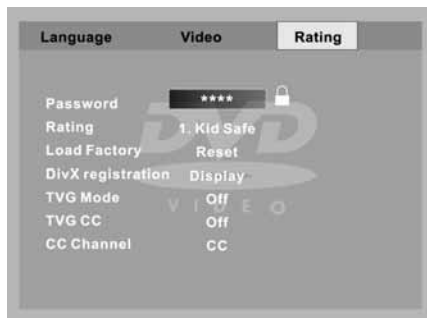 Language Video Rating
Password ****
Rating 1. Kid Safe
Load Factory Reset
DivX registration Display
TVG Mode Off
TVG CC Off
CC Channel CC
DVD
VIDEO